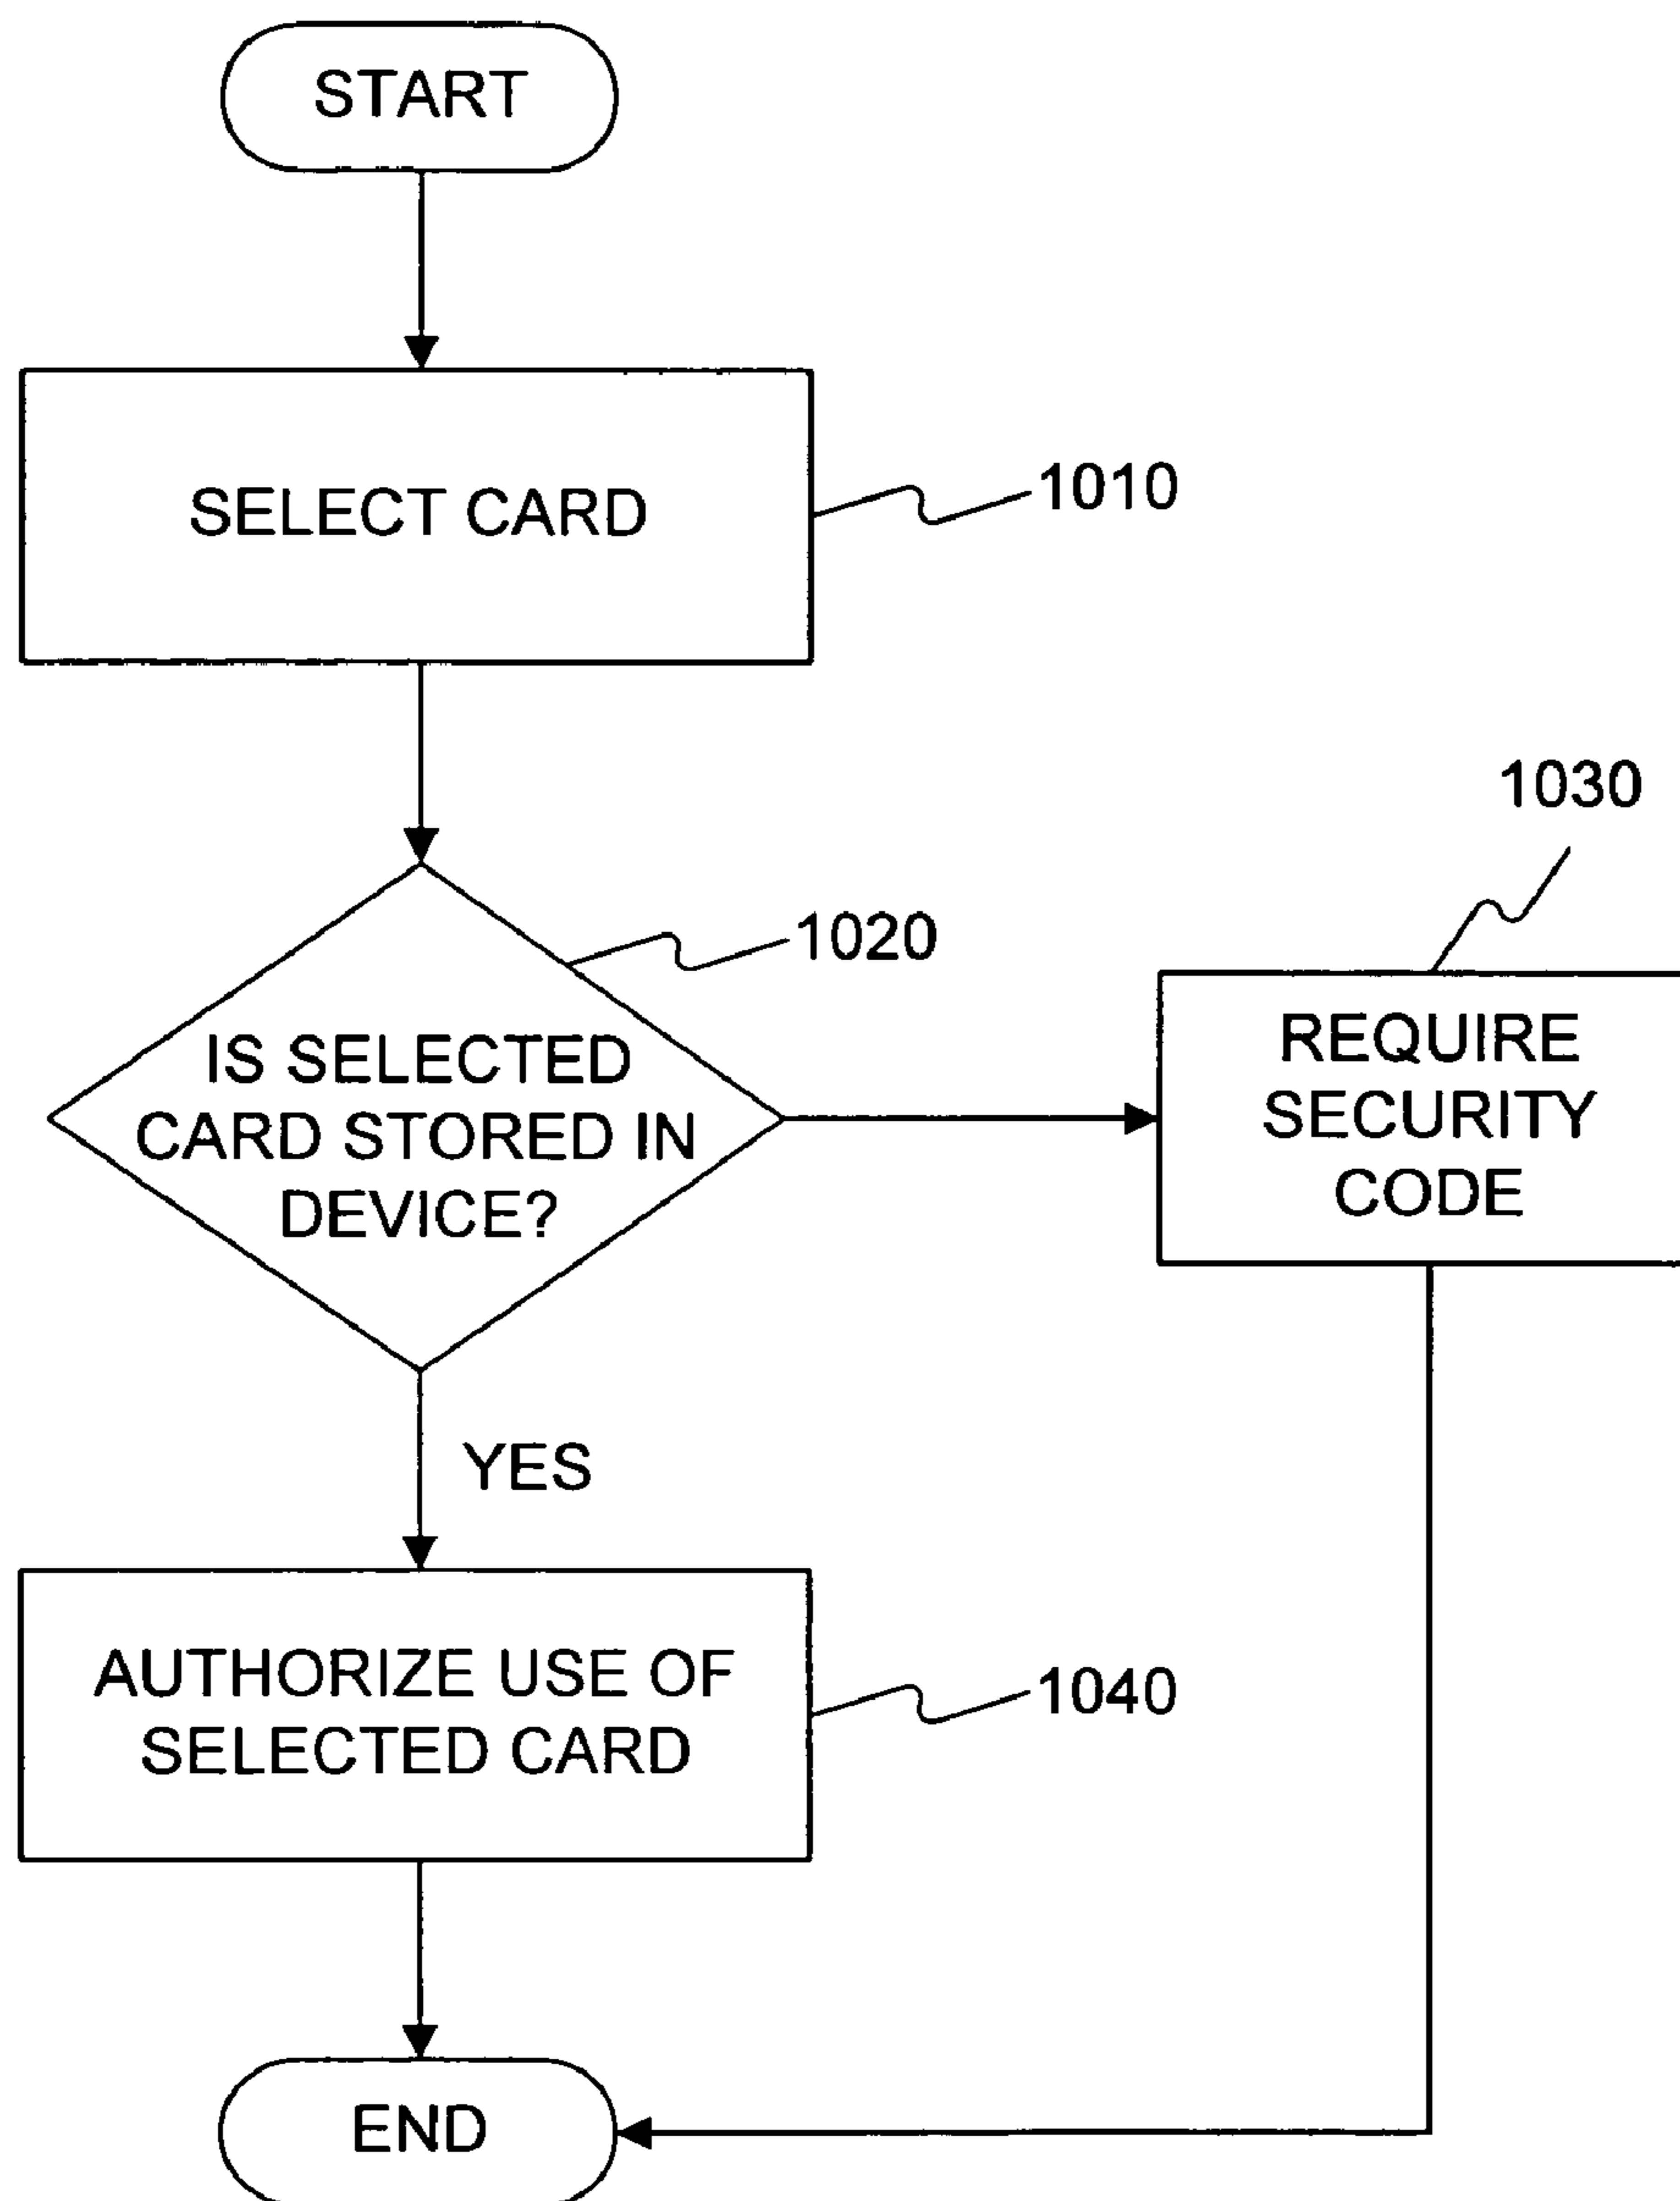 START
SELECT CARD
1010
1030
1020
IS SELECTED
CARD STORED IN
DEVICE?
REQUIRE
SECURITY
CODE
YES
AUTHORIZE USE OF
SELECTED CARD
1040
END